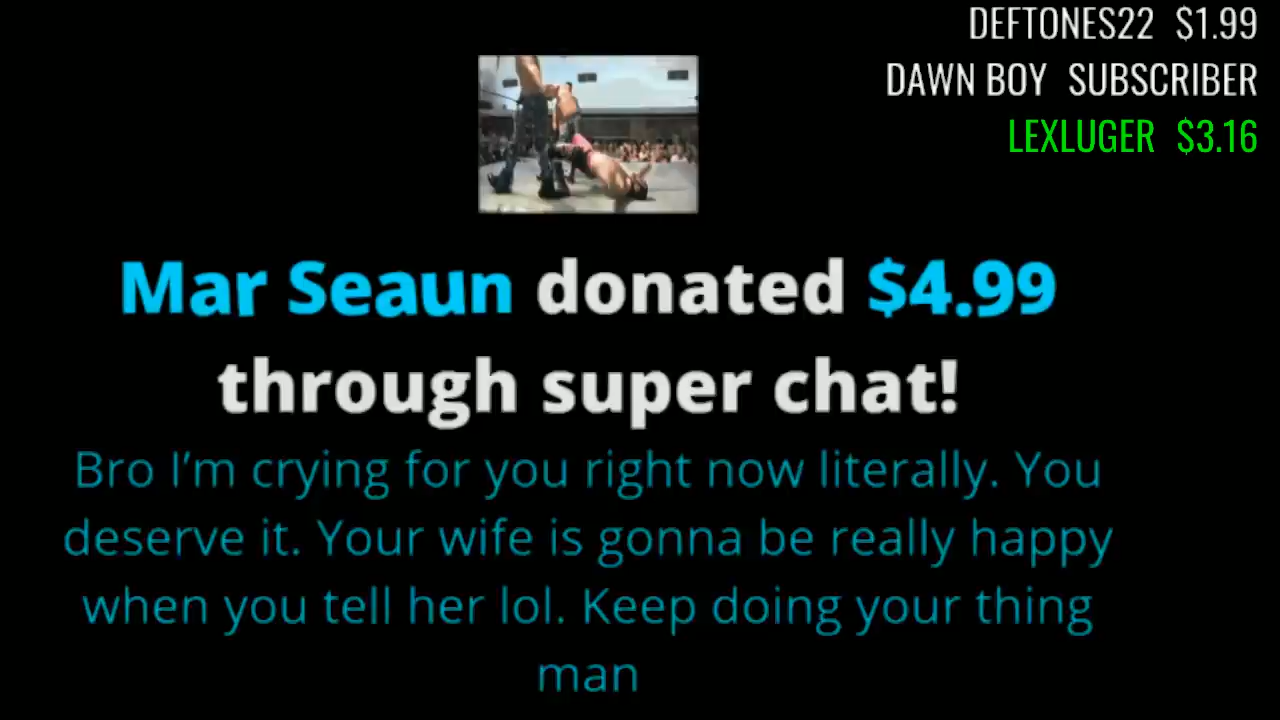 DEFTONES22 $1.99
DAWN BOY SUBSCRIBER
LEXLUGER $3.16
Mar Seaun donated $4.99
through super chat!
Bro I’m crying for you right now literally. You
deserve it. Your wife is gonna be really happy
when you tell her lol. Keep doing your thing
man